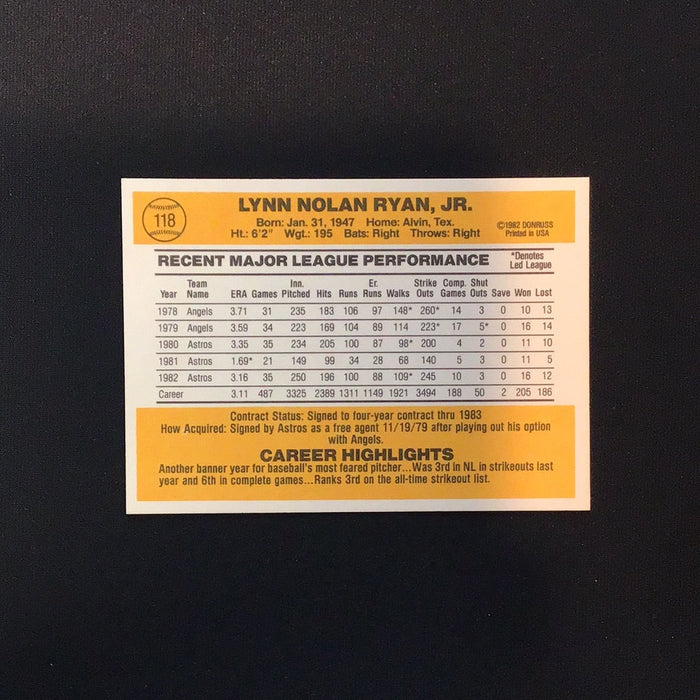 118
LYNN NOLAN RYAN, JR.
Born: Jan. 31, 1947 Home: Alvin, Tex.
Ht.: 6'2" Wgt.: 195 Bats: Right Throws: Right
©1982 DONRUSS
Printed in USA
RECENT MAJOR LEAGUE PERFORMANCE
*Denotes
Led League
Team Inn. Er. Strike Comp. Shut
Year Name ERA Games Pitched Hits Runs Runs Walks Outs Games Outs Save Won Lost
1978 Angels 3.71 31 235 183 106 97 148* 260* 14 3 0 10 13
1979 Angels 3.59 34 223 169 104 89 114 223* 17 5* 0 16 14
1980 Astros 3.35 35 234 205 100 87 98* 200 4 2 0 11 10
1981 Astros 1.69* 21 149 99 34 28 68 140 5 3 0 11 5
1982 Astros 3.16 35 250 196 100 88 109* 245 10 3 0 16 12
Career 3.11 487 3325 2389 1311 1149 1921 3494 188 50 2 205 186
Contract Status: Signed to four-year contract thru 1983
How Acquired: Signed by Astros as a free agent 11/19/79 after playing out his option
with Angels.
CAREER HIGHLIGHTS
Another banner year for baseball's most feared pitcher...Was 3rd in NL in strikeouts last
year and 6th in complete games...Ranks 3rd on the all-time strikeout list.